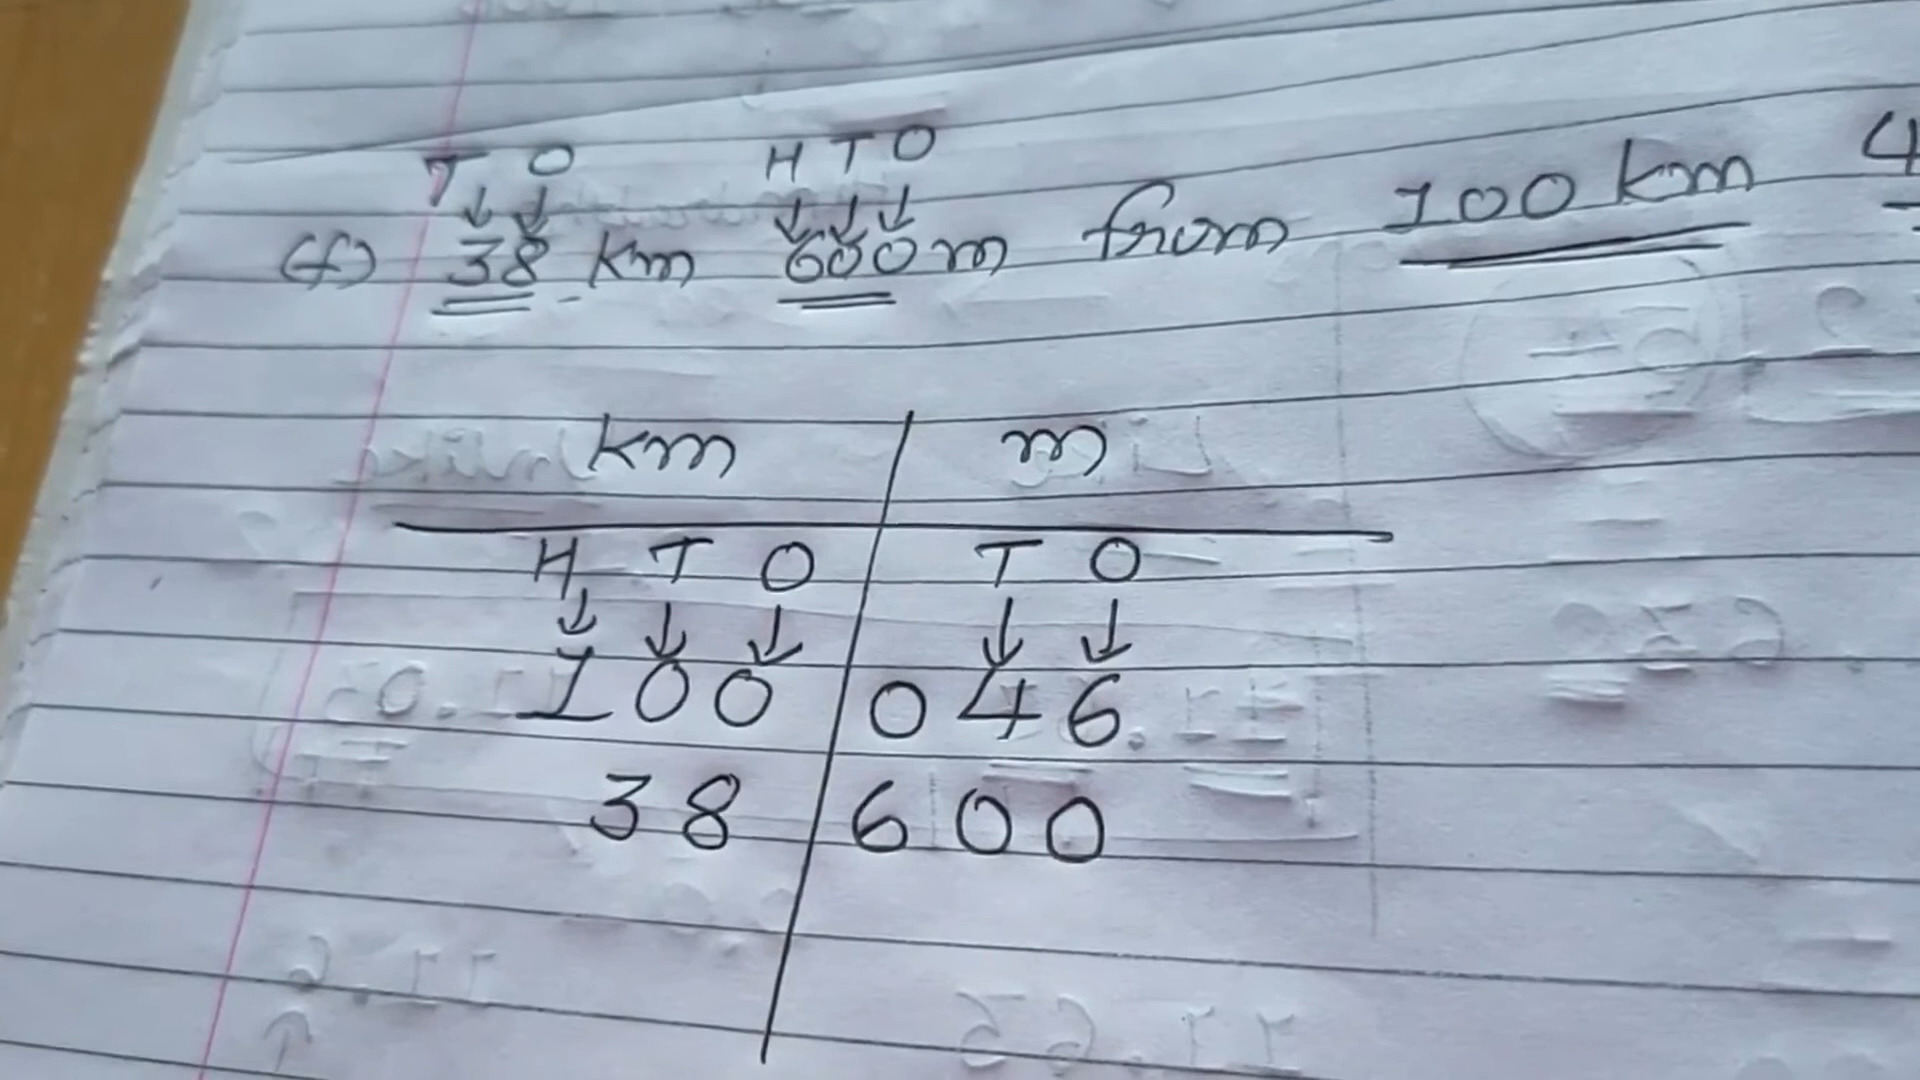 T O H T O
(f) 38 km 600 m from 100 km 4
km m
H T O T O
100 046
38 600